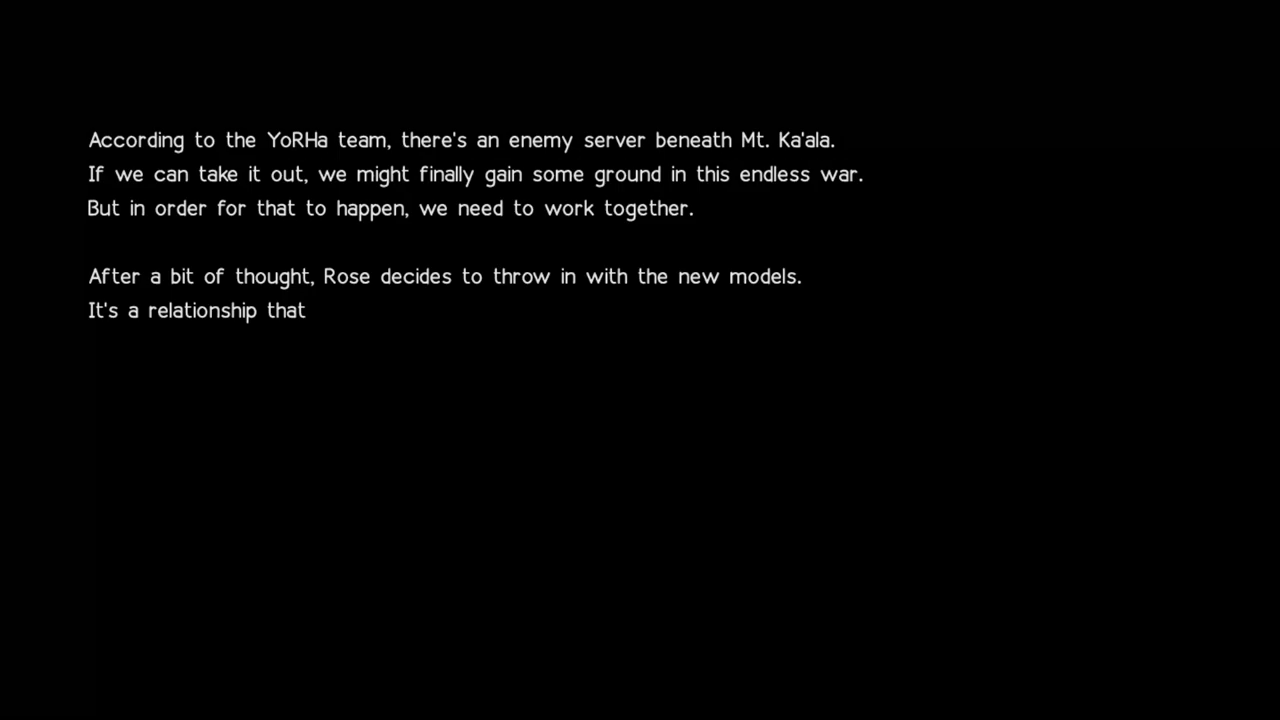 According to the YoRHa team, there's an enemy server beneath Mt. Ka'ala.
If we can take it out, we might finally gain some ground in this endless war.
But in order for that to happen, we need to work together.
After a bit of thought, Rose decides to throw in with the new models.
It's a relationship that